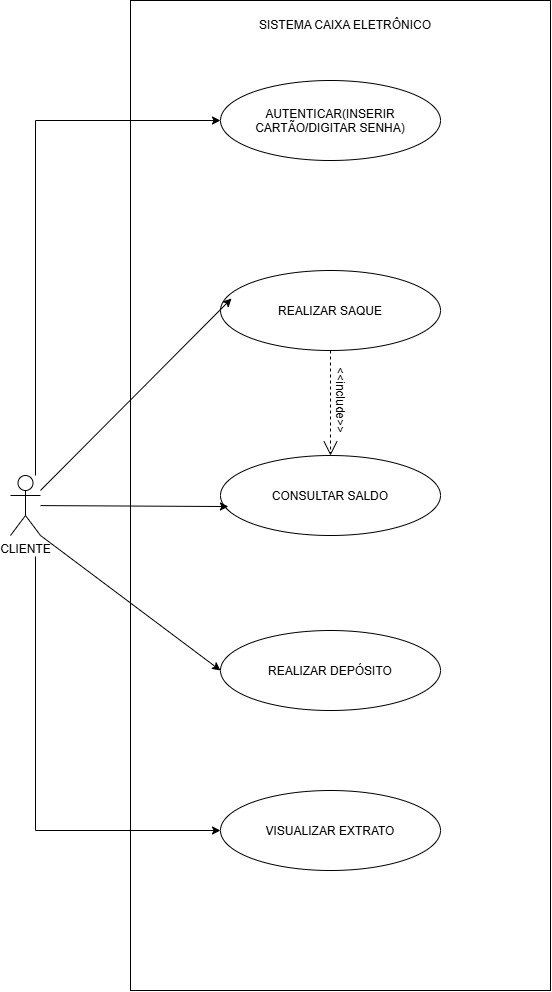 SISTEMA CAIXA ELETRÔNICO
AUTENTICAR(INSERIR
CARTÃO/DIGITAR SENHA)
REALIZAR SAQUE
<<include>>
CONSULTAR SALDO
CLIENTE
REALIZAR DEPÓSITO
VISUALIZAR EXTRATO